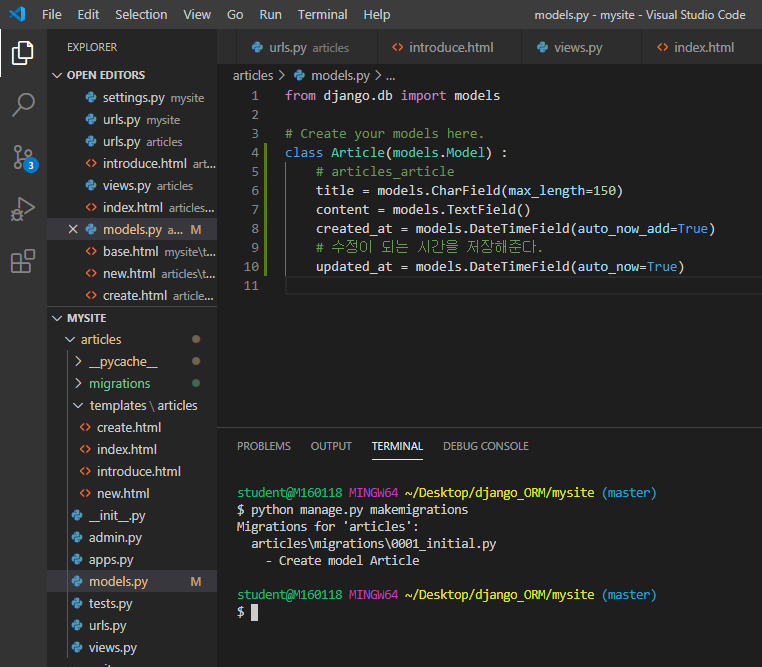 File Edit Selection View Go Run Terminal Help models.py - mysite - Visual Studio Code
EXPLORER
OPEN EDITORS
settings.py mysite
urls.py mysite
urls.py articles
introduce.html art...
views.py articles
index.html articles...
models.py a... M
base.html mysite\t...
new.html articles\t...
create.html article...
MYSITE
articles
__pycache__
migrations
templates \ articles
create.html
index.html
introduce.html
new.html
__init__.py
admin.py
apps.py
models.py M
tests.py
urls.py
views.py
3
urls.py articles introduce.html views.py index.html
articles > models.py > ...
1 from django.db import models
2
3 # Create your models here.
4 class Article(models.Model) :
5 # articles_article
6 title = models.CharField(max_length=150)
7 content = models.TextField()
8 created_at = models.DateTimeField(auto_now_add=True)
9 # 수정이 되는 시간을 저장해준다.
10 updated_at = models.DateTimeField(auto_now=True)
11
PROBLEMS OUTPUT TERMINAL DEBUG CONSOLE
student@M160118 MINGW64 ~/Desktop/django_ORM/mysite (master)
$ python manage.py makemigrations
Migrations for 'articles':
articles\migrations\0001_initial.py
- Create model Article
student@M160118 MINGW64 ~/Desktop/django_ORM/mysite (master)
$